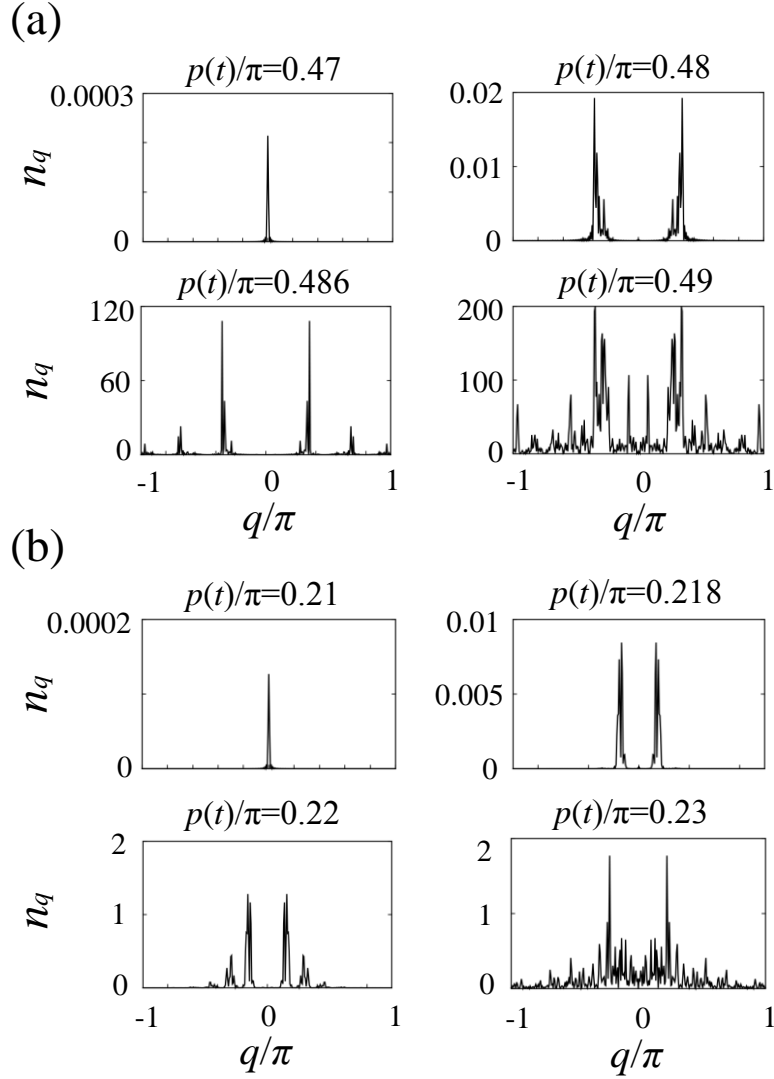 (a)
p(t)/π=0.47 p(t)/π=0.48
0.0003 0.02
n_q 0.01
0 0
p(t)/π=0.486 p(t)/π=0.49
120 200
n_q 60 100
0 0
-1 0 1 -1 0 1
q/π q/π
(b)
p(t)/π=0.21 p(t)/π=0.218
0.0002 0.01
n_q 0.005
0 0
p(t)/π=0.22 p(t)/π=0.23
2 2
n_q 1 1
0 0
-1 0 1 -1 0 1
q/π q/π